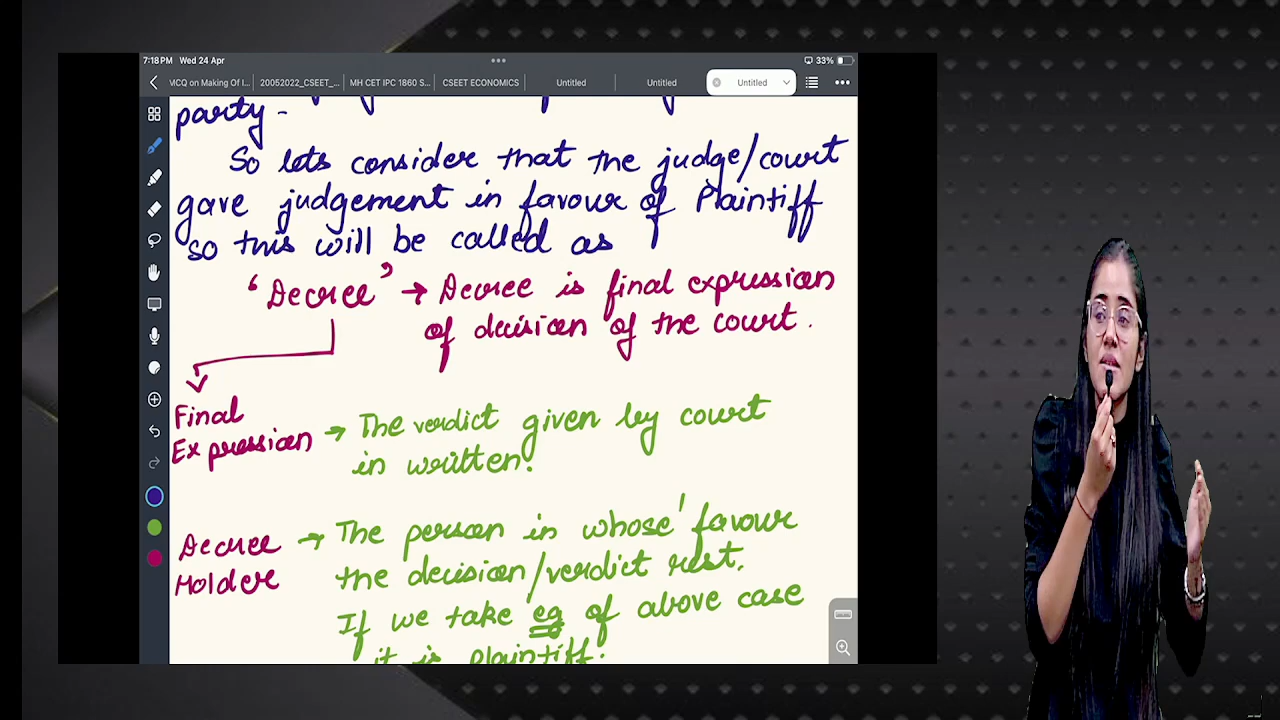 7:18 PM Wed 24 Apr
33%
MCQ on Making Of I... 20052022_CSEET_... MH CET IPC 1860 S... CSEET ECONOMICS Untitled Untitled Untitled
party -
So lets consider that the judge/court
gave judgement in favour of Plaintiff
so this will be called as
'Decree' → Decree is final expression
of decision of the court.
Final
Expression → The verdict given by court
in written.
Decree
Holder → The person in whose' favour
the decision/verdict rest.
If we take eg of above case
it is plaintiff.